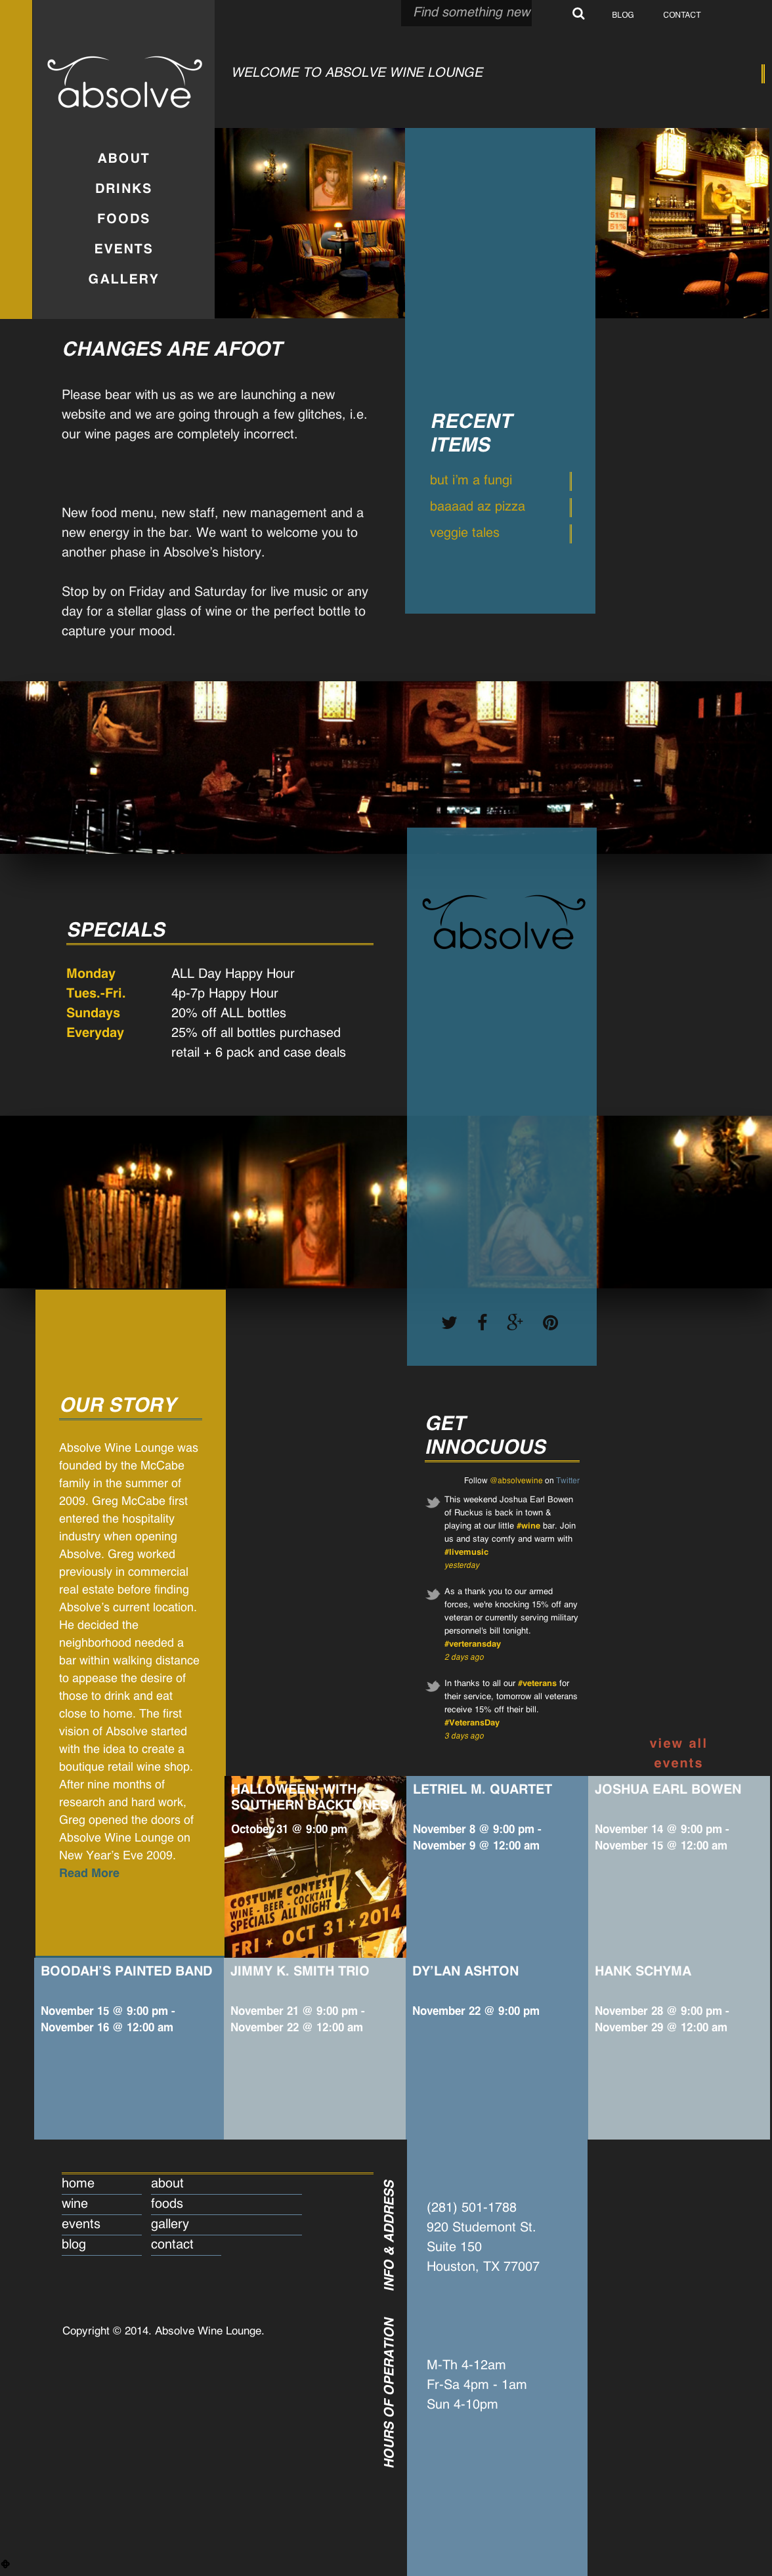 Find something new
BLOG
CONTACT
absolve
WELCOME TO ABSOLVE WINE LOUNGE
ABOUT
DRINKS
FOODS
EVENTS
GALLERY
51%
51%
CHANGES ARE AFOOT
Please bear with us as we are launching a new
website and we are going through a few glitches, i.e.
our wine pages are completely incorrect.
New food menu, new staff, new management and a
new energy in the bar. We want to welcome you to
another phase in Absolve’s history.
Stop by on Friday and Saturday for live music or any
day for a stellar glass of wine or the perfect bottle to
capture your mood.
RECENT
ITEMS
but i’m a fungi
baaaad az pizza
veggie tales
absolve
SPECIALS
Monday ALL Day Happy Hour
Tues.-Fri. 4p-7p Happy Hour
Sundays 20% off ALL bottles
Everyday 25% off all bottles purchased
retail + 6 pack and case deals
OUR STORY
Absolve Wine Lounge was
founded by the McCabe
family in the summer of
2009. Greg McCabe first
entered the hospitality
industry when opening
Absolve. Greg worked
previously in commercial
real estate before finding
Absolve’s current location.
He decided the
neighborhood needed a
bar within walking distance
to appease the desire of
those to drink and eat
close to home. The first
vision of Absolve started
with the idea to create a
boutique retail wine shop.
After nine months of
research and hard work,
Greg opened the doors of
Absolve Wine Lounge on
New Year’s Eve 2009.
Read More
GET
INNOCUOUS
Follow @absolvewine on Twitter
This weekend Joshua Earl Bowen
of Ruckus is back in town &
playing at our little #wine bar. Join
us and stay comfy and warm with
#livemusic
yesterday
As a thank you to our armed
forces, we’re knocking 15% off any
veteran or currently serving military
personnel’s bill tonight.
#verteransday
2 days ago
In thanks to all our #veterans for
their service, tomorrow all veterans
receive 15% off their bill.
#VeteransDay
3 days ago
view all
events
HALLOWEEN! WITH
SOUTHERN BACKTONES
October 31 @ 9:00 pm
PARTY
COSTUME CONTEST
WINE - BEER - COCKTAIL
SPECIALS ALL NIGHT
FRI ★ OCT 31 ★ 2014
LETRIEL M. QUARTET
November 8 @ 9:00 pm -
November 9 @ 12:00 am
JOSHUA EARL BOWEN
November 14 @ 9:00 pm -
November 15 @ 12:00 am
BOODAH’S PAINTED BAND
November 15 @ 9:00 pm -
November 16 @ 12:00 am
JIMMY K. SMITH TRIO
November 21 @ 9:00 pm -
November 22 @ 12:00 am
DY’LAN ASHTON
November 22 @ 9:00 pm
HANK SCHYMA
November 28 @ 9:00 pm -
November 29 @ 12:00 am
home about
wine foods
events gallery
blog contact
Copyright © 2014. Absolve Wine Lounge.
INFO & ADDRESS
(281) 501-1788
920 Studemont St.
Suite 150
Houston, TX 77007
HOURS OF OPERATION
M-Th 4-12am
Fr-Sa 4pm - 1am
Sun 4-10pm